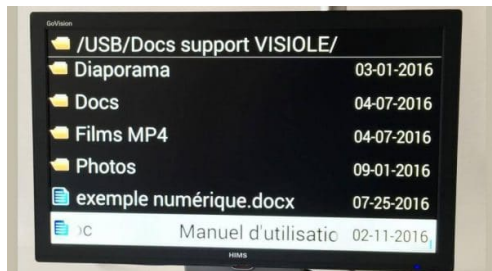 GoVision
/USB/Docs support VISIOLE/
Diaporama 03-01-2016
Docs 04-07-2016
Films MP4 04-07-2016
Photos 09-01-2016
exemple numérique.docx 07-25-2016
oc Manuel d'utilisatio 02-11-2016
HIMS